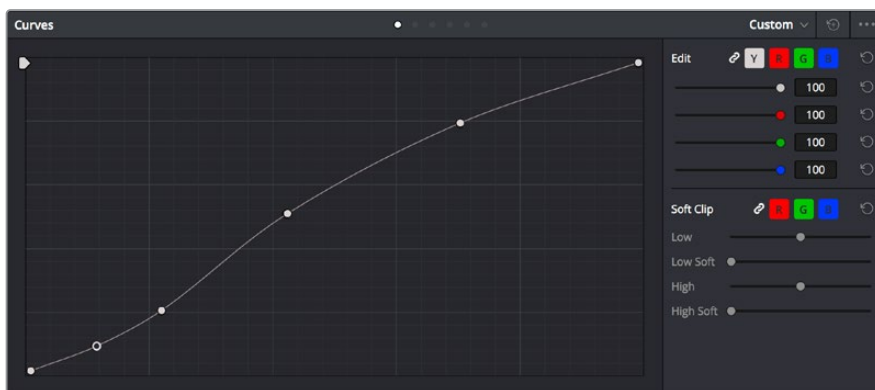 Curves
Custom
Edit Y R G B
100
100
100
100
Soft Clip R G B
Low
Low Soft
High
High Soft